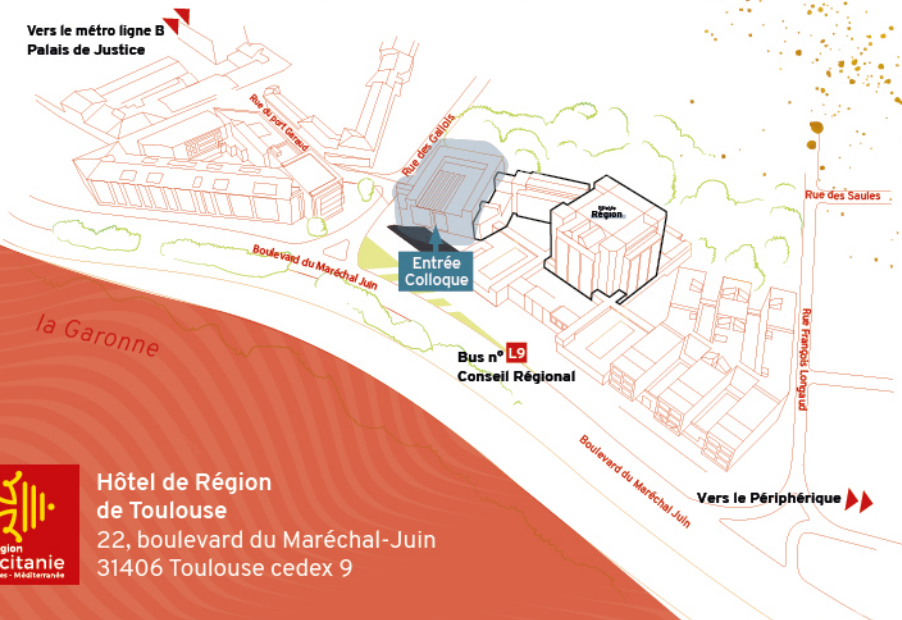 Vers le métro ligne B
Palais de Justice
Rue du port Garaud
Rue des Gallois
Rue des Saules
Région
Boulevard du Maréchal Juin
Entrée
Colloque
la Garonne
Rue François Longaud
Bus n° L9
Conseil Régional
Boulevard du Maréchal Juin
Vers le Périphérique
Hôtel de Région
de Toulouse
22, boulevard du Maréchal-Juin
31406 Toulouse cedex 9
gion
citanie
es - Méditerranée